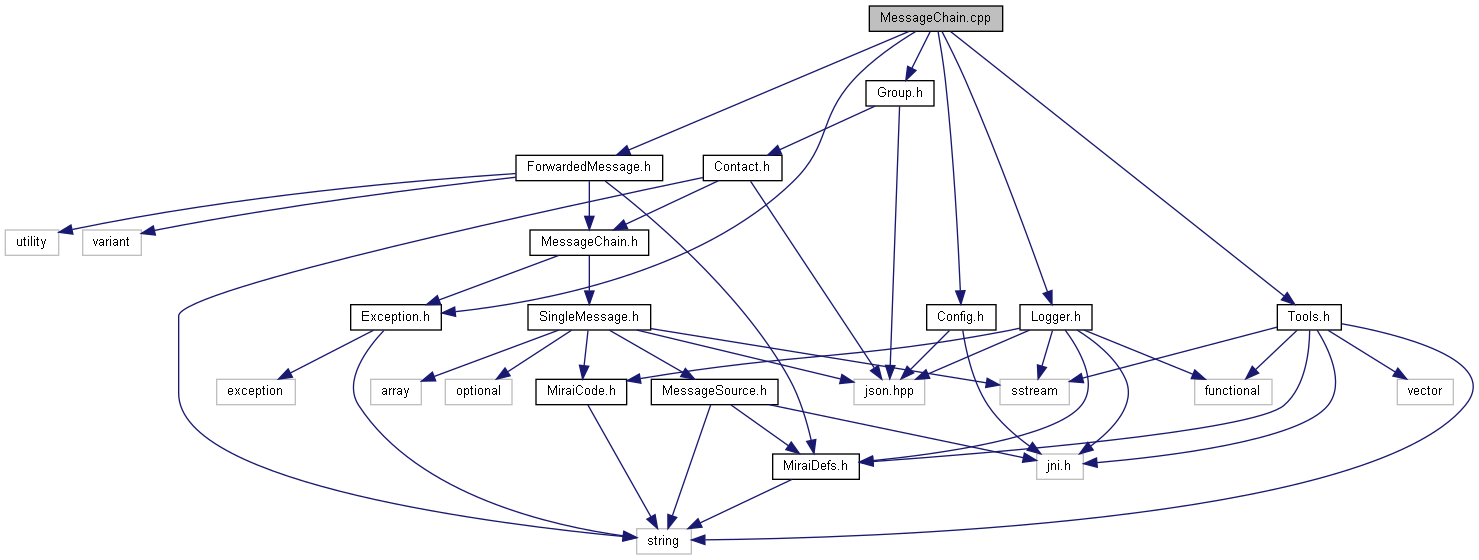 MessageChain.cpp
Group.h
ForwardedMessage.h
Contact.h
utility
variant
MessageChain.h
Exception.h
SingleMessage.h
Config.h
Logger.h
Tools.h
exception
array
optional
MiraiCode.h
MessageSource.h
json.hpp
sstream
functional
vector
MiraiDefs.h
jni.h
string